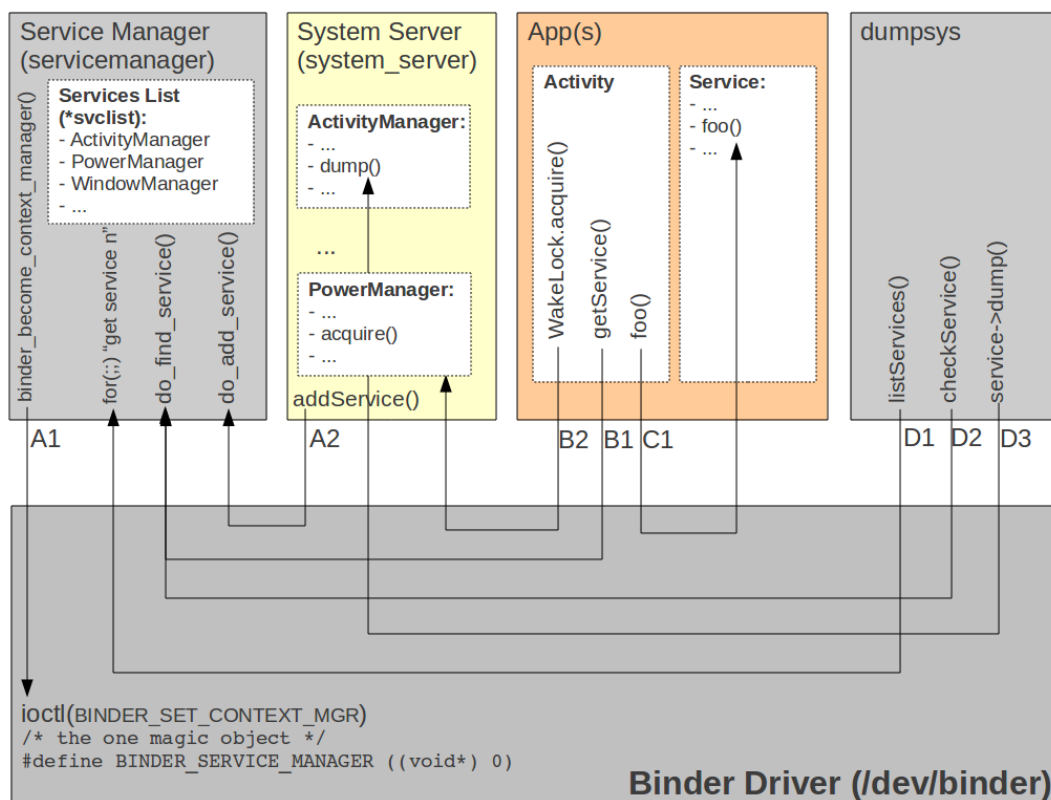 Service Manager
(servicemanager)
binder_become_context_manager()
Services List
(*svclist):
- ActivityManager
- PowerManager
- WindowManager
- ...
for(;;) “get service n”
do_find_service()
do_add_service()
System Server
(system_server)
ActivityManager:
- ...
- dump()
- ...
...
PowerManager:
- ...
- acquire()
- ...
addService()
App(s)
Activity
WakeLock.acquire()
getService()
foo()
Service:
- ...
- foo()
- ...
dumpsys
listServices()
checkService()
service->dump()
A1
A2
B2
B1
C1
D1
D2
D3
ioctl(BINDER_SET_CONTEXT_MGR)
/* the one magic object */
#define BINDER_SERVICE_MANAGER ((void*) 0)
Binder Driver (/dev/binder)